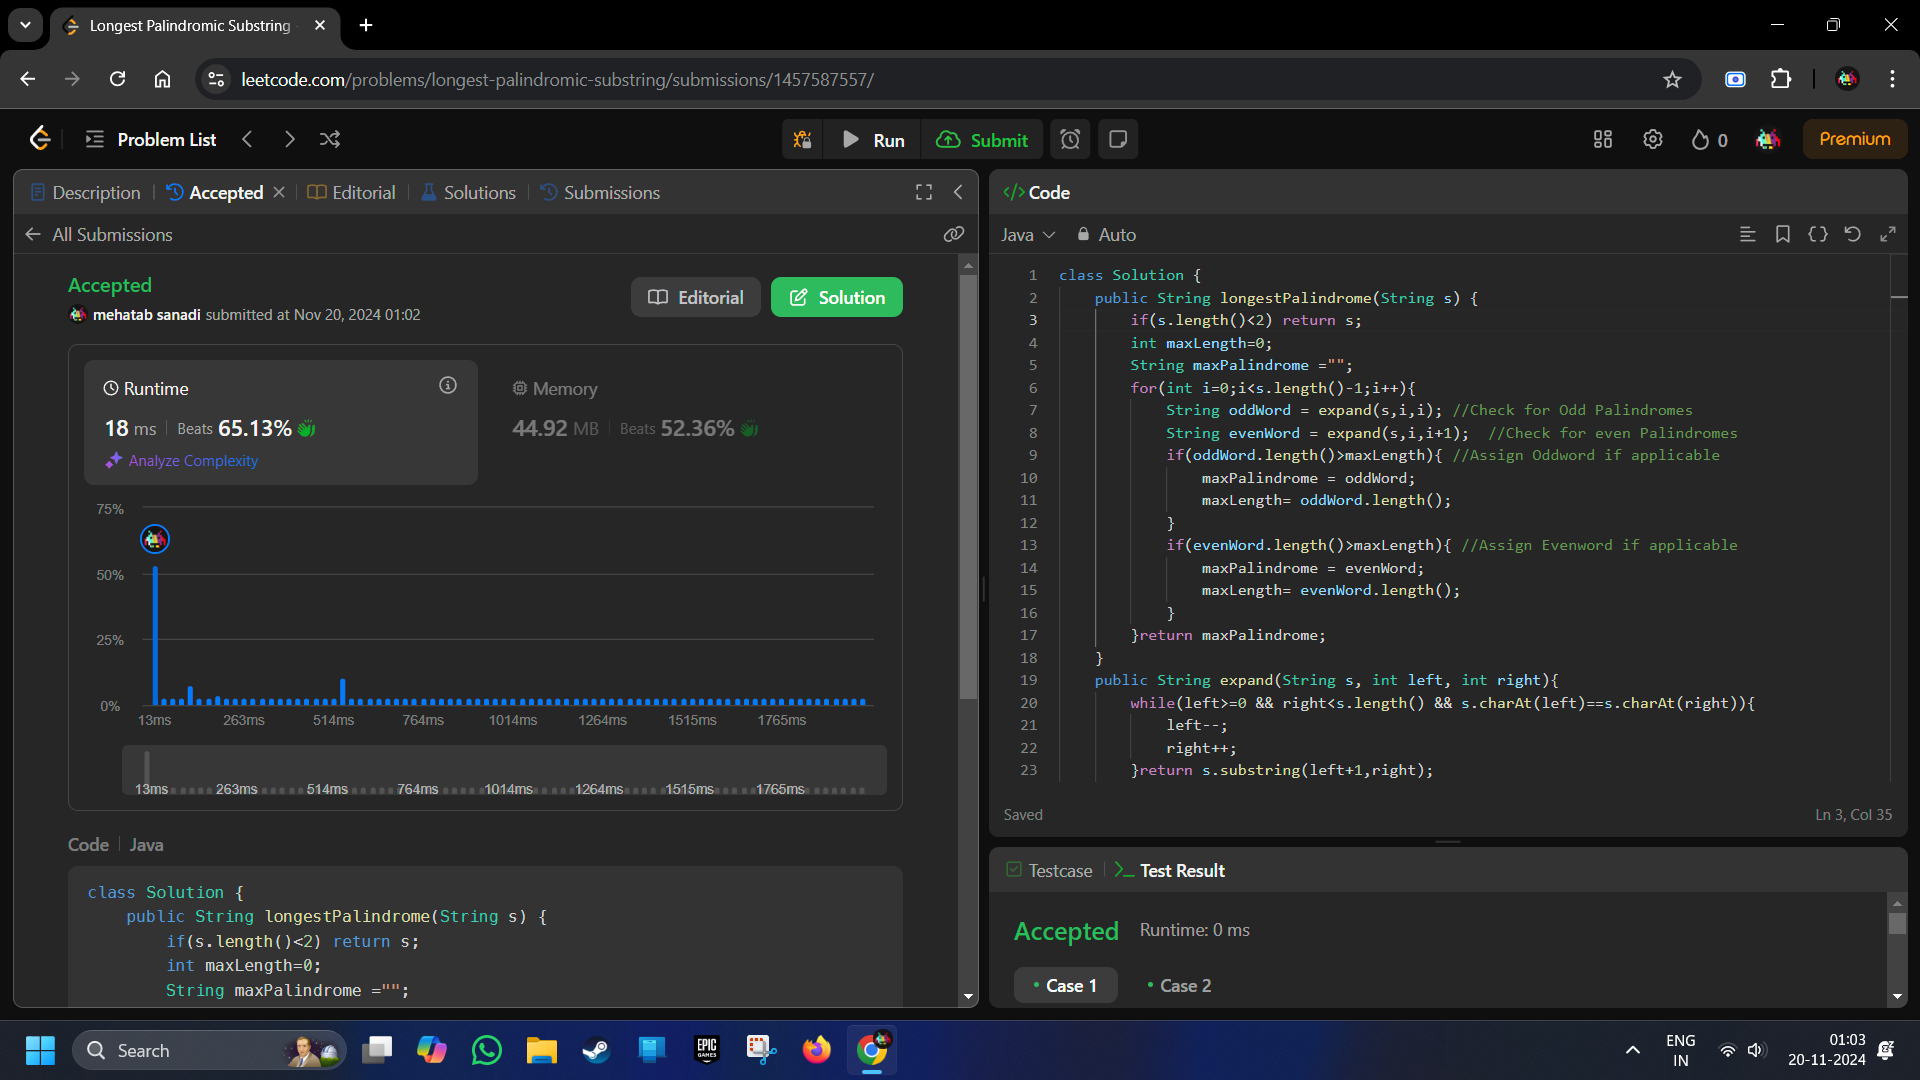 Longest Palindromic Substring
leetcode.com/problems/longest-palindromic-substring/submissions/1457587557/
Problem List
Run
Submit
0
Premium
Description
Accepted
Editorial
Solutions
Submissions
All Submissions
Accepted
mehatab sanadi submitted at Nov 20, 2024 01:02
Editorial
Solution
Runtime
18 ms | Beats 65.13%
Analyze Complexity
Memory
44.92 MB | Beats 52.36%
75%
50%
25%
0%
13ms 263ms 514ms 764ms 1014ms 1264ms 1515ms 1765ms
13ms 263ms 514ms 764ms 1014ms 1264ms 1515ms 1765ms
Code | Java
class Solution {
public String longestPalindrome(String s) {
if(s.length()<2) return s;
int maxLength=0;
String maxPalindrome ="";
</> Code
Java
Auto
1 class Solution {
2 public String longestPalindrome(String s) {
3 if(s.length()<2) return s;
4 int maxLength=0;
5 String maxPalindrome ="";
6 for(int i=0;i<s.length()-1;i++){
7 String oddWord = expand(s,i,i); //Check for Odd Palindromes
8 String evenWord = expand(s,i,i+1); //Check for even Palindromes
9 if(oddWord.length()>maxLength){ //Assign Oddword if applicable
10 maxPalindrome = oddWord;
11 maxLength= oddWord.length();
12 }
13 if(evenWord.length()>maxLength){ //Assign Evenword if applicable
14 maxPalindrome = evenWord;
15 maxLength= evenWord.length();
16 }
17 }return maxPalindrome;
18 }
19 public String expand(String s, int left, int right){
20 while(left>=0 && right<s.length() && s.charAt(left)==s.charAt(right)){
21 left--;
22 right++;
23 }return s.substring(left+1,right);
Saved
Ln 3, Col 35
Testcase
Test Result
Accepted
Runtime: 0 ms
Case 1
Case 2
Search
EPIC
GAMES
ENG
IN
01:03
20-11-2024